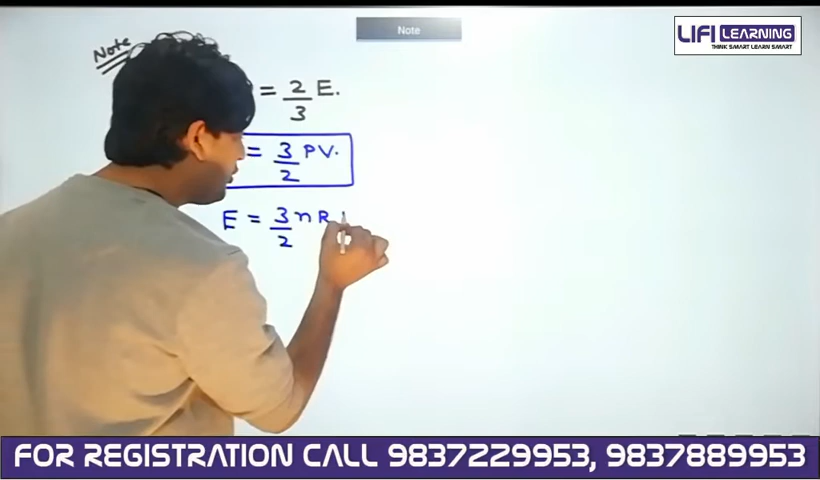 Note
LIFI LEARNING
THINK SMART LEARN SMART
Note
= 2/3 E.
= 3/2 PV.
E = 3/2 nR
FOR REGISTRATION CALL 9837229953, 9837889953